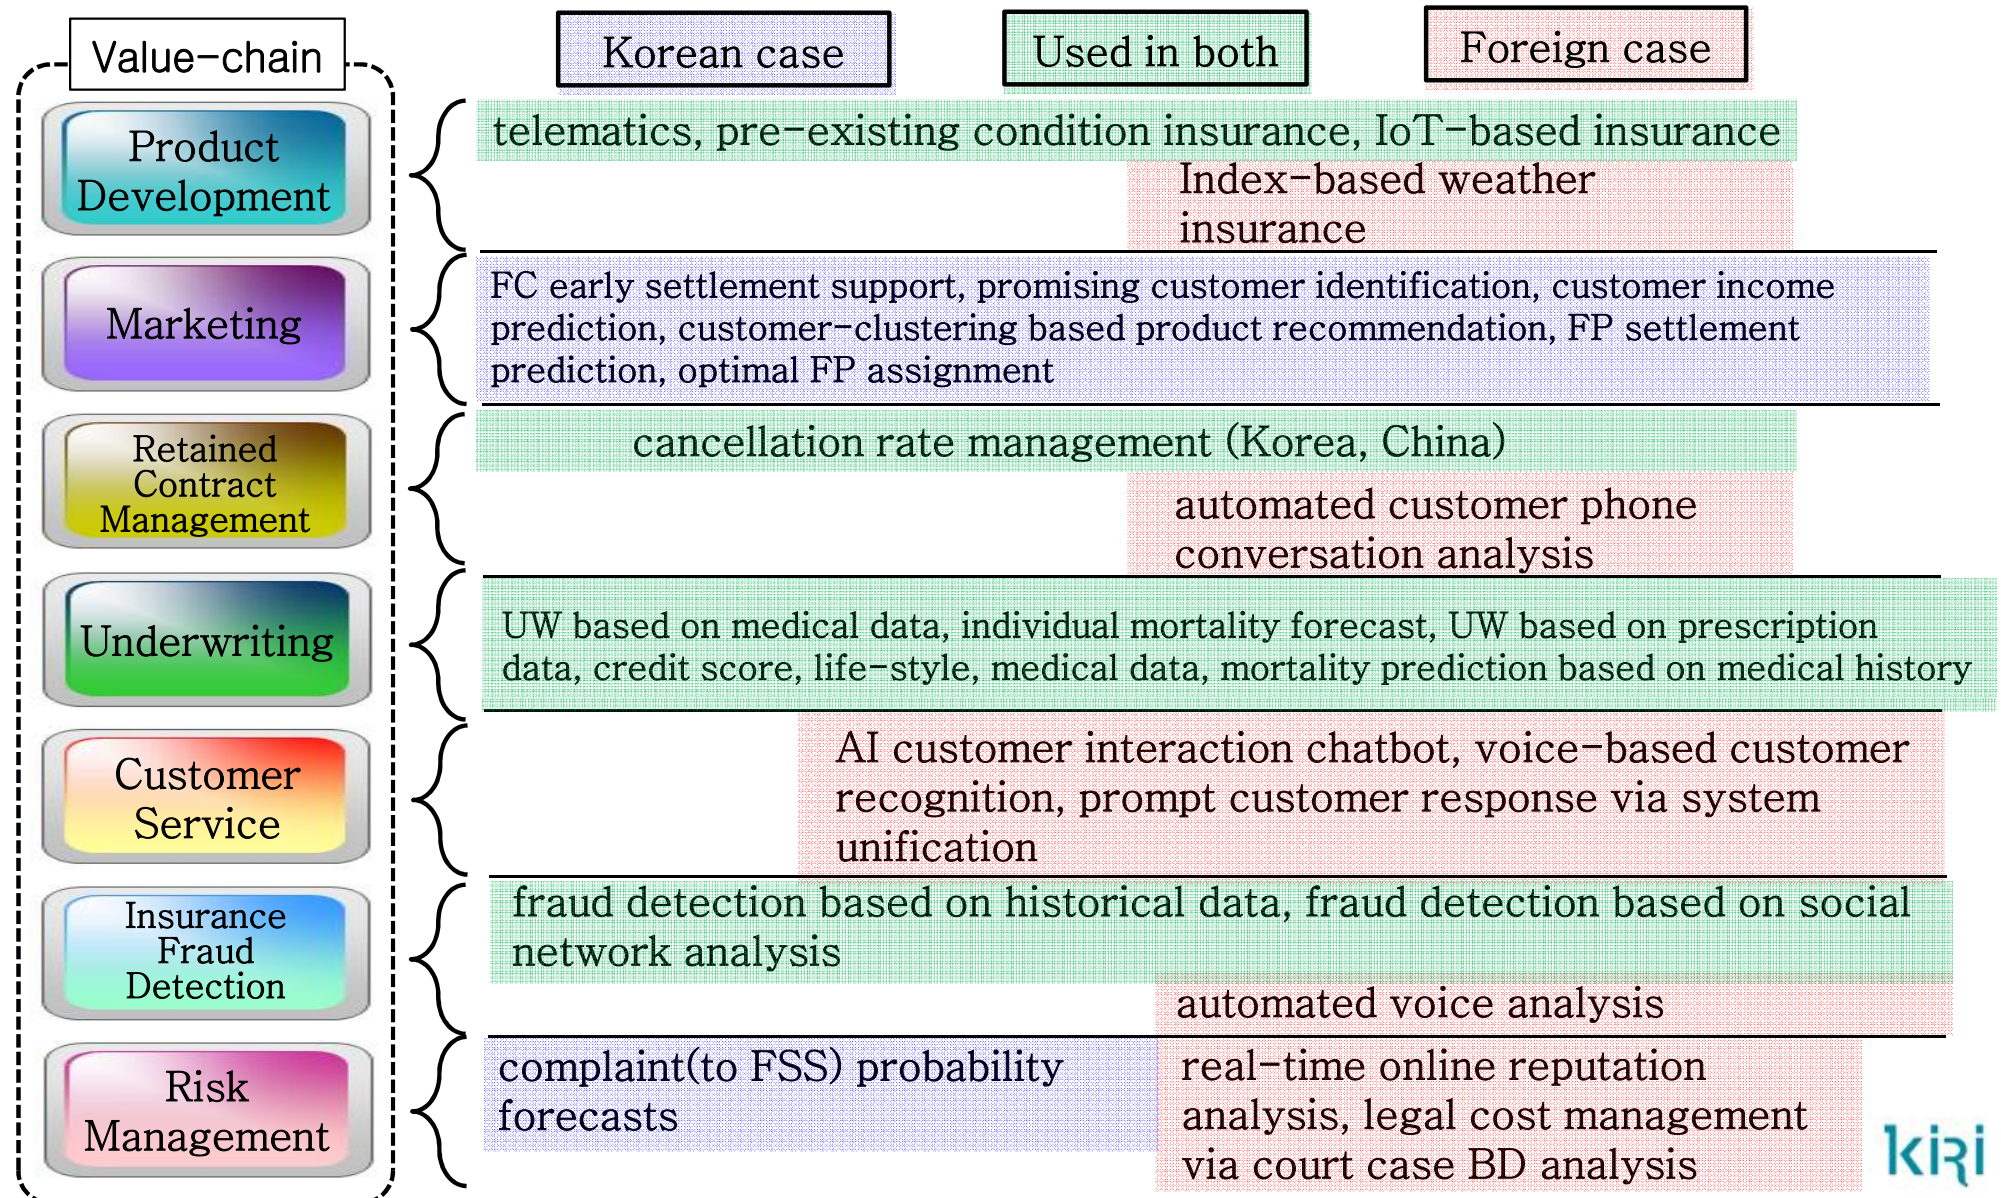 Value-chain
Korean case
Used in both
Foreign case
Product
Development
telematics, pre-existing condition insurance, IoT-based insurance
Index-based weather
insurance
Marketing
FC early settlement support, promising customer identification, customer income
prediction, customer-clustering based product recommendation, FP settlement
prediction, optimal FP assignment
Retained
Contract
Management
cancellation rate management (Korea, China)
automated customer phone
conversation analysis
Underwriting
UW based on medical data, individual mortality forecast, UW based on prescription
data, credit score, life-style, medical data, mortality prediction based on medical history
Customer
Service
AI customer interaction chatbot, voice-based customer
recognition, prompt customer response via system
unification
Insurance
Fraud
Detection
fraud detection based on historical data, fraud detection based on social
network analysis
automated voice analysis
Risk
Management
complaint(to FSS) probability
forecasts
real-time online reputation
analysis, legal cost management
via court case BD analysis
kiri